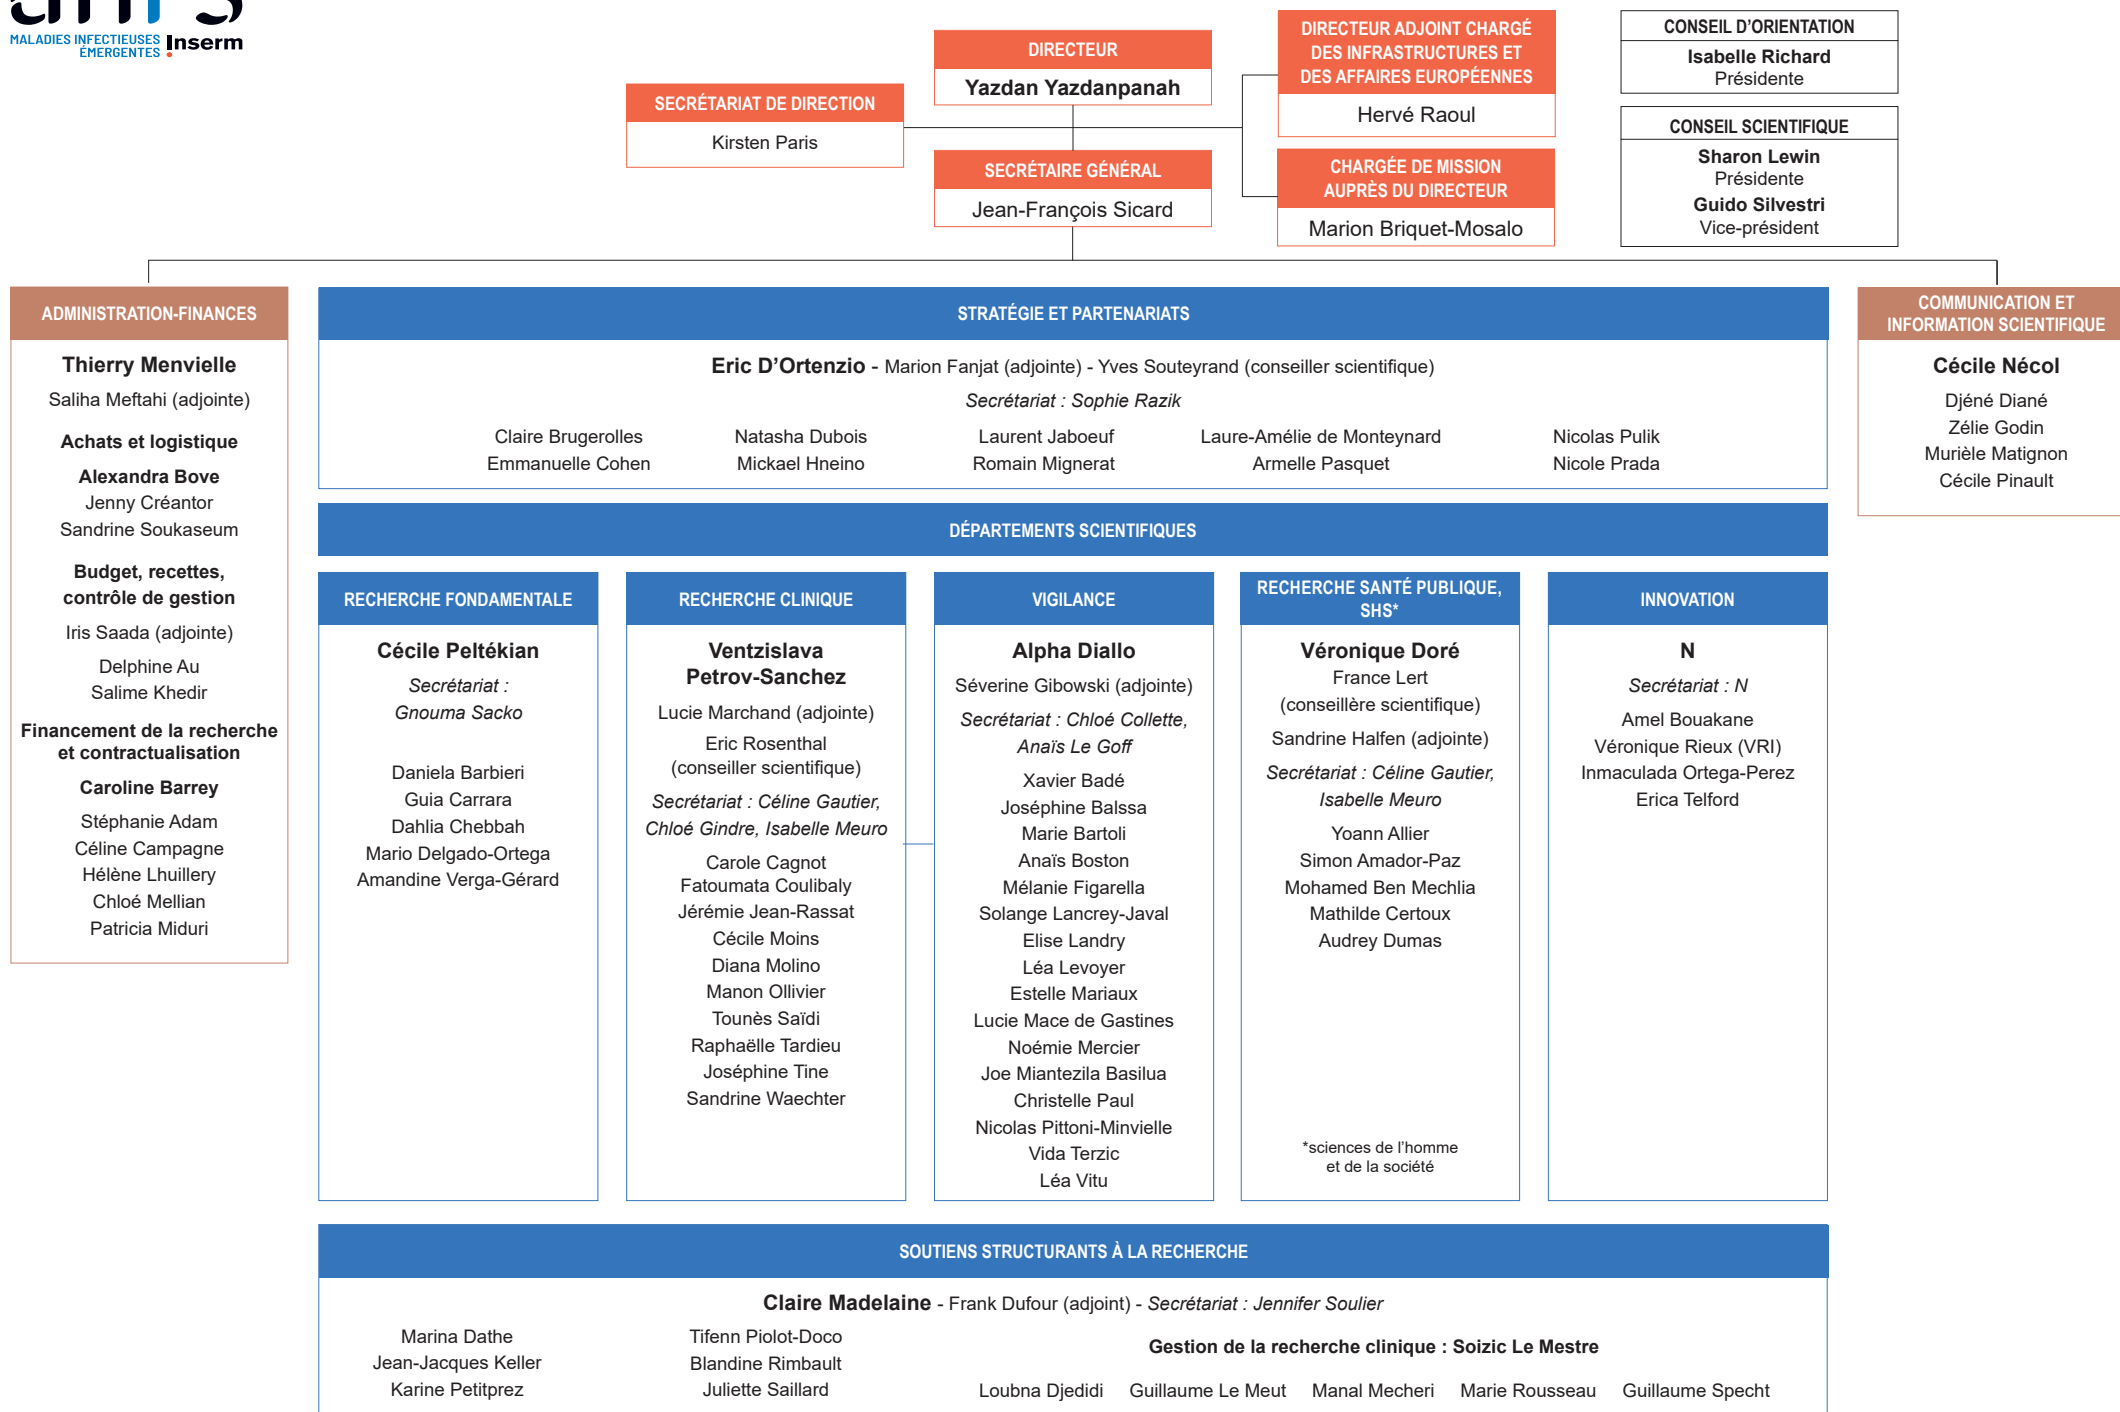 anrs
MALADIES INFECTIEUSES
ÉMERGENTES
Inserm
DIRECTEUR
Yazdan Yazdanpanah
SECRÉTARIAT DE DIRECTION
Kirsten Paris
SECRÉTAIRE GÉNÉRAL
Jean-François Sicard
DIRECTEUR ADJOINT CHARGÉ
DES INFRASTRUCTURES ET
DES AFFAIRES EUROPÉENNES
Hervé Raoul
CHARGÉE DE MISSION
AUPRÈS DU DIRECTEUR
Marion Briquet-Mosalo
CONSEIL D'ORIENTATION
Isabelle Richard
Présidente
CONSEIL SCIENTIFIQUE
Sharon Lewin
Présidente
Guido Silvestri
Vice-président
ADMINISTRATION-FINANCES
Thierry Menvielle
Saliha Meftahi (adjointe)
Achats et logistique
Alexandra Bove
Jenny Créantor
Sandrine Soukaseum
Budget, recettes,
contrôle de gestion
Iris Saada (adjointe)
Delphine Au
Salime Khedir
Financement de la recherche
et contractualisation
Caroline Barrey
Stéphanie Adam
Céline Campagne
Hélène Lhuillery
Chloé Mellian
Patricia Miduri
STRATÉGIE ET PARTENARIATS
Eric D'Ortenzio - Marion Fanjat (adjointe) - Yves Souteyrand (conseiller scientifique)
Secrétariat : Sophie Razik
Claire Brugerolles Natasha Dubois Laurent Jaboeuf Laure-Amélie de Monteynard Nicolas Pulik
Emmanuelle Cohen Mickael Hneino Romain Mignerat Armelle Pasquet Nicole Prada
COMMUNICATION ET
INFORMATION SCIENTIFIQUE
Cécile Nécol
Djéné Diané
Zélie Godin
Murièle Matignon
Cécile Pinault
DÉPARTEMENTS SCIENTIFIQUES
RECHERCHE FONDAMENTALE
Cécile Peltékian
Secrétariat :
Gnouma Sacko
Daniela Barbieri
Guia Carrara
Dahlia Chebbah
Mario Delgado-Ortega
Amandine Verga-Gérard
RECHERCHE CLINIQUE
Ventzislava
Petrov-Sanchez
Lucie Marchand (adjointe)
Eric Rosenthal
(conseiller scientifique)
Secrétariat : Céline Gautier,
Chloé Gindre, Isabelle Meuro
Carole Cagnot
Fatoumata Coulibaly
Jérémie Jean-Rassat
Cécile Moins
Diana Molino
Manon Ollivier
Tounès Saïdi
Raphaëlle Tardieu
Joséphine Tine
Sandrine Waechter
VIGILANCE
Alpha Diallo
Séverine Gibowski (adjointe)
Secrétariat : Chloé Collette,
Anaïs Le Goff
Xavier Badé
Joséphine Balssa
Marie Bartoli
Anaïs Boston
Mélanie Figarella
Solange Lancrey-Javal
Elise Landry
Léa Levoyer
Estelle Mariaux
Lucie Mace de Gastines
Noémie Mercier
Joe Miantezila Basilua
Christelle Paul
Nicolas Pittoni-Minvielle
Vida Terzic
Léa Vitu
RECHERCHE SANTÉ PUBLIQUE,
SHS*
Véronique Doré
France Lert
(conseillère scientifique)
Sandrine Halfen (adjointe)
Secrétariat : Céline Gautier,
Isabelle Meuro
Yoann Allier
Simon Amador-Paz
Mohamed Ben Mechlia
Mathilde Certoux
Audrey Dumas
*sciences de l'homme
et de la société
INNOVATION
N
Secrétariat : N
Amel Bouakane
Véronique Rieux (VRI)
Inmaculada Ortega-Perez
Erica Telford
SOUTIENS STRUCTURANTS À LA RECHERCHE
Claire Madelaine - Frank Dufour (adjoint) - Secrétariat : Jennifer Soulier
Marina Dathe
Jean-Jacques Keller
Karine Petitprez
Tifenn Piolot-Doco
Blandine Rimbault
Juliette Saillard
Gestion de la recherche clinique : Soizic Le Mestre
Loubna Djedidi Guillaume Le Meut Manal Mecheri Marie Rousseau Guillaume Specht